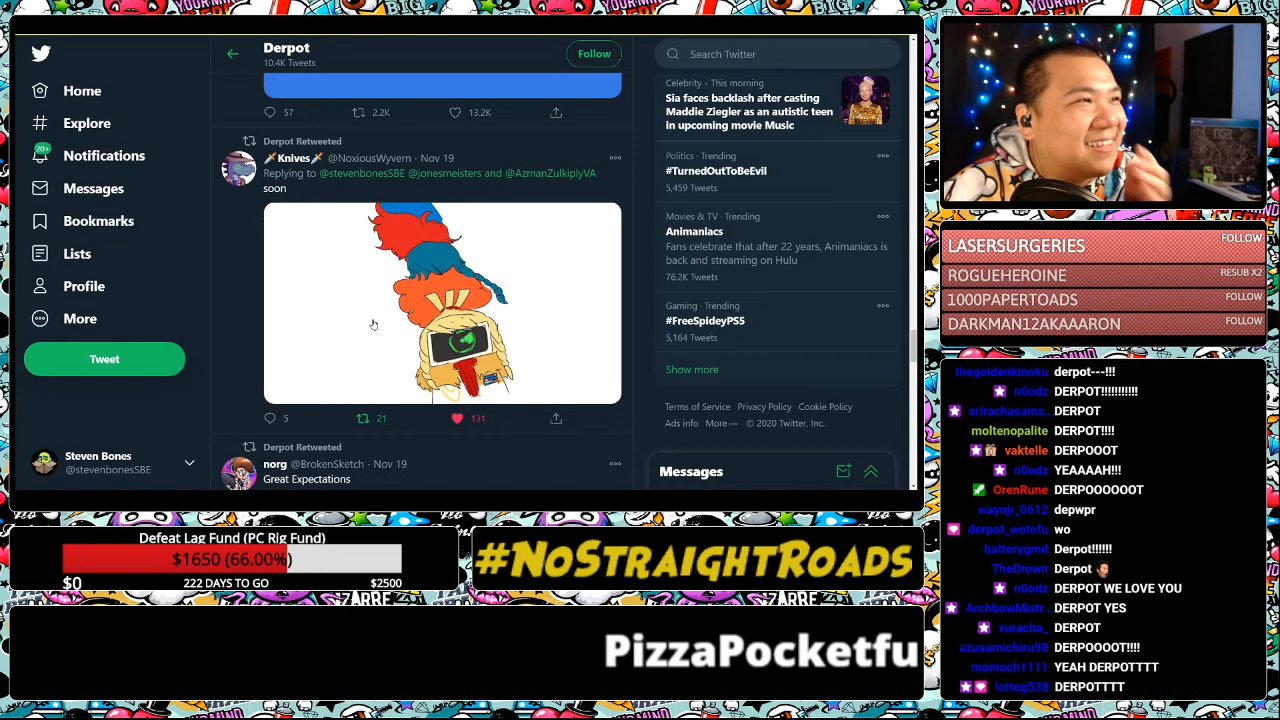 Home
Explore
20+
Notifications
Messages
Bookmarks
Lists
Profile
More
Tweet
Steven Bones
@stevenbonesSBE
Derpot
10.4K Tweets
Follow
57
2.2K
13.2K
Derpot Retweeted
Knives @NoxiousWyvern · Nov 19
Replying to @stevenbonesSBE @jonesmeisters and @AzmanZulkiplyVA
soon
5
21
131
Derpot Retweeted
norg @BrokenSketch · Nov 19
Great Expectations
Search Twitter
Celebrity · This morning
Sia faces backlash after casting
Maddie Ziegler as an autistic teen
in upcoming movie Music
Politics · Trending
#TurnedOutToBeEvil
5,459 Tweets
Movies & TV · Trending
Animaniacs
Fans celebrate that after 22 years, Animaniacs is
back and streaming on Hulu
76.2K Tweets
Gaming · Trending
#FreeSpideyPS5
5,164 Tweets
Show more
Terms of Service Privacy Policy Cookie Policy
Ads info More··· © 2020 Twitter, Inc.
Messages
LASERSURGERIES FOLLOW
ROGUEHEROINE RESUB X2
1000PAPERTOADS FOLLOW
DARKMAN12AKAAARON FOLLOW
thegoldenkinoku derpot---!!!
n0odz DERPOT!!!!!!!!!!!
srirachasams... DERPOT
moltenopalite DERPOT!!!!
vaktelle DERPOOOT
n0odz YEAAAAH!!!
OrenRune DERPOOOOOOT
waynjr_0612 depwpr
derpot_wotofu wo
batterygmd Derpot!!!!!!
TheDrown Derpot
n0odz DERPOT WE LOVE YOU
ArchbowMistr... DERPOT YES
xuracha_ DERPOT
azusamichiru98 DERPOOOOT!!!!
momoch1111 YEAH DERPOTTTT
lotteg538 DERPOTTTT
Defeat Lag Fund (PC Rig Fund)
$1650 (66.00%)
$0 222 DAYS TO GO $2500
#NOSTRAIGHTROADS
PizzaPocketfu